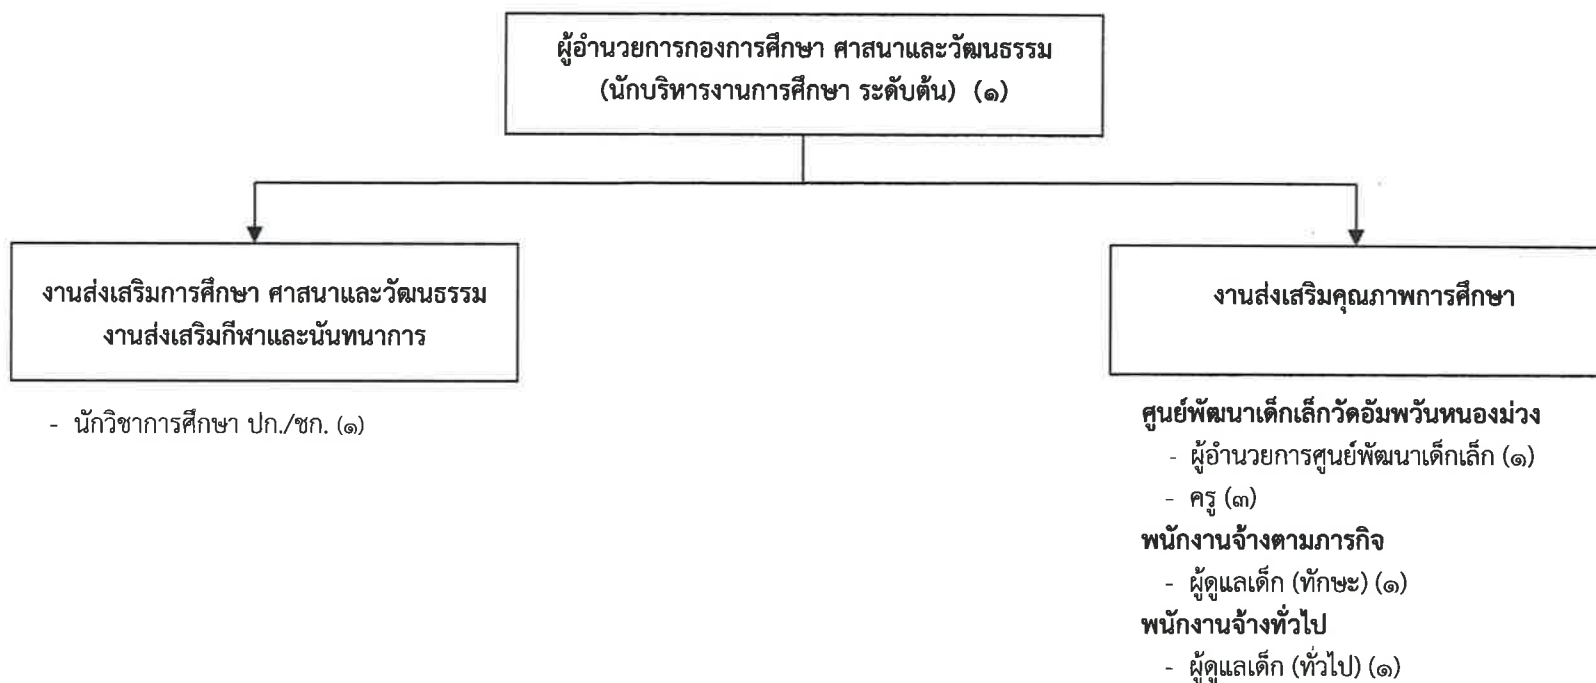 ผู้อำนวยการกองการศึกษา ศาสนาและวัฒนธรรม
(นักบริหารงานการศึกษา ระดับต้น) (๑)
งานส่งเสริมการศึกษา ศาสนาและวัฒนธรรม
งานส่งเสริมกีฬาและนันทนาการ
- นักวิชาการศึกษา ปก./ชก. (๑)
งานส่งเสริมคุณภาพการศึกษา
ศูนย์พัฒนาเด็กเล็กวัดอัมพวันหนองม่วง
- ผู้อำนวยการศูนย์พัฒนาเด็กเล็ก (๑)
- ครู (๓)
พนักงานจ้างตามภารกิจ
- ผู้ดูแลเด็ก (ทักษะ) (๑)
พนักงานจ้างทั่วไป
- ผู้ดูแลเด็ก (ทั่วไป) (๑)